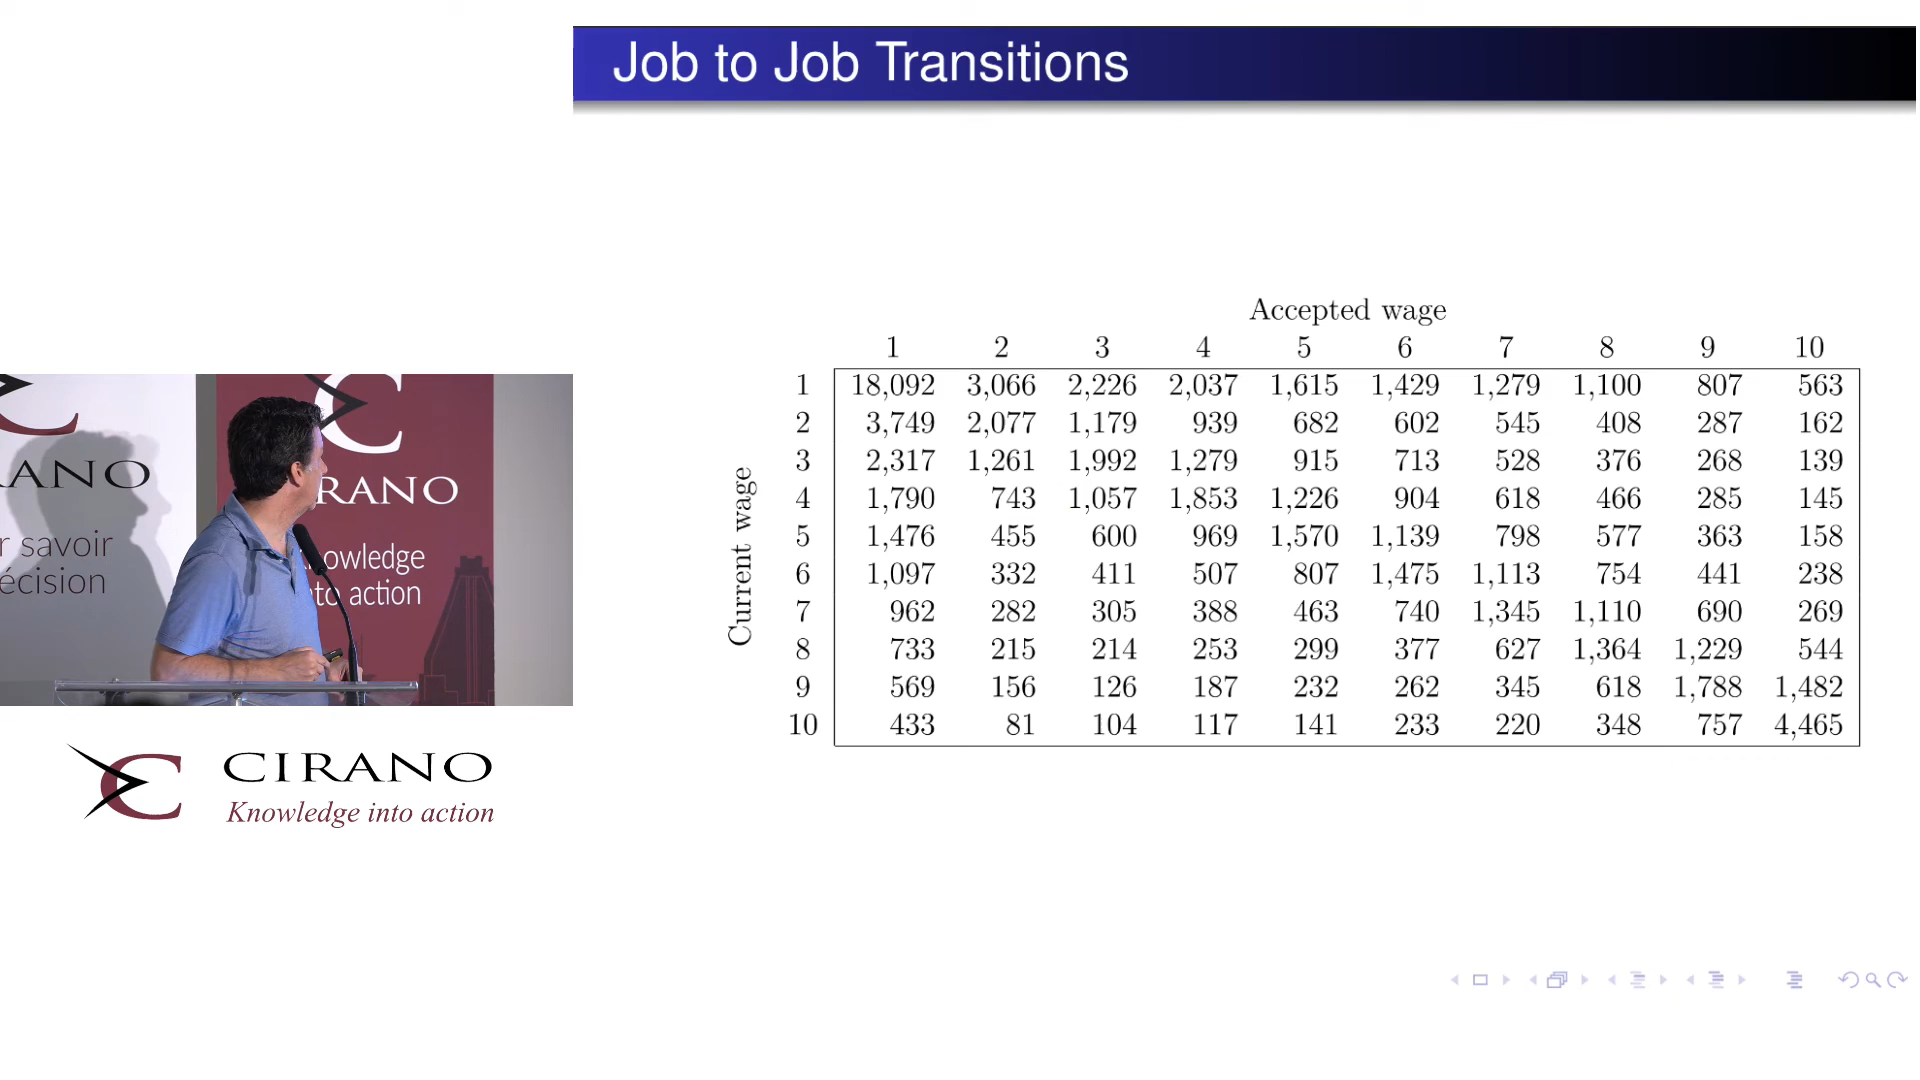 Job to Job Transitions
Accepted wage
1 2 3 4 5 6 7 8 9 10
Current wage
1 18,092 3,066 2,226 2,037 1,615 1,429 1,279 1,100 807 563
2 3,749 2,077 1,179 939 682 602 545 408 287 162
3 2,317 1,261 1,992 1,279 915 713 528 376 268 139
4 1,790 743 1,057 1,853 1,226 904 618 466 285 145
5 1,476 455 600 969 1,570 1,139 798 577 363 158
6 1,097 332 411 507 807 1,475 1,113 754 441 238
7 962 282 305 388 463 740 1,345 1,110 690 269
8 733 215 214 253 299 377 627 1,364 1,229 544
9 569 156 126 187 232 262 345 618 1,788 1,482
10 433 81 104 117 141 233 220 348 757 4,465
RANO
r savoir
écision
RANO
owledge
to action
CIRANO
Knowledge into action